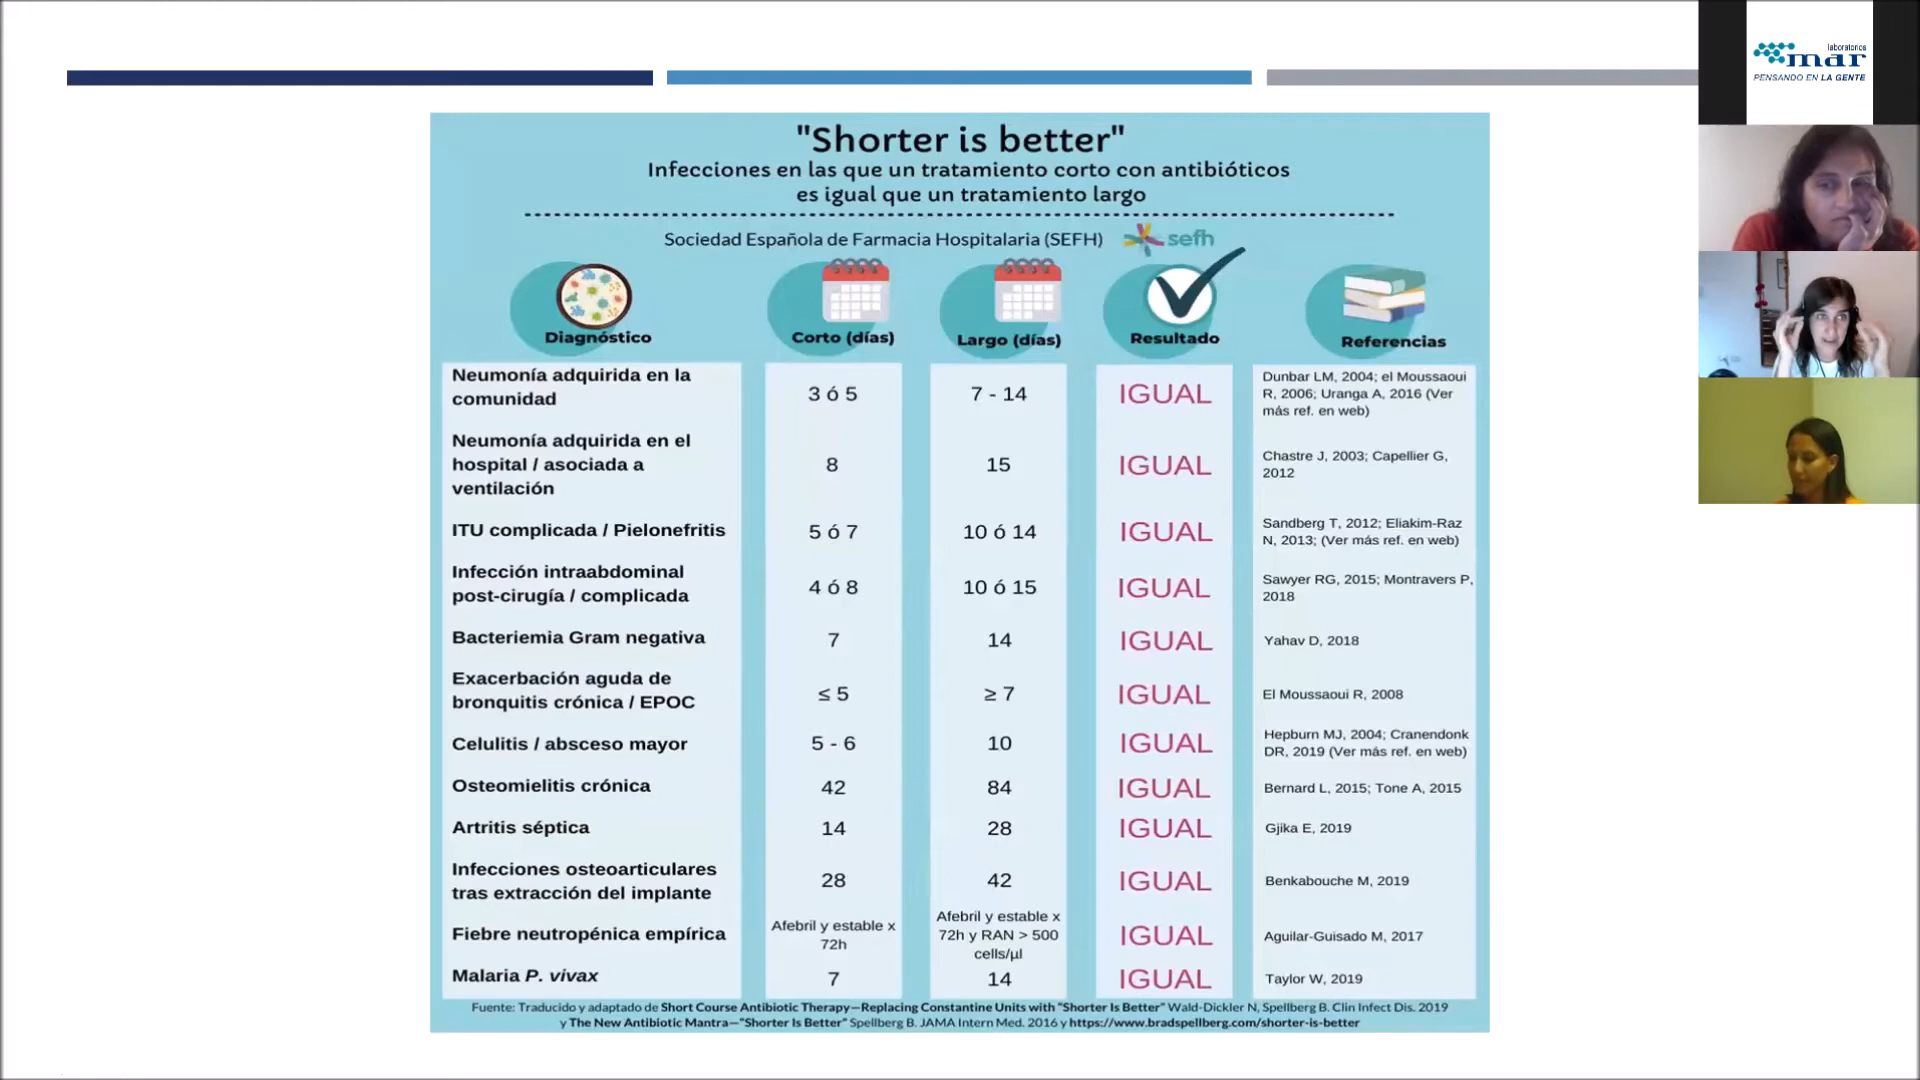 laboratorios
mar
PENSANDO EN LA GENTE
"Shorter is better"
Infecciones en las que un tratamiento corto con antibióticos
es igual que un tratamiento largo
Sociedad Española de Farmacia Hospitalaria (SEFH)
sefh
Diagnóstico
Corto (días)
Largo (días)
Resultado
Referencias
Neumonía adquirida en la
comunidad
3 ó 5
7 - 14
IGUAL
Dunbar LM, 2004; el Moussaoui
R, 2006; Uranga A, 2016 (Ver
más ref. en web)
Neumonía adquirida en el
hospital / asociada a
ventilación
8
15
IGUAL
Chastre J, 2003; Capellier G,
2012
ITU complicada / Pielonefritis
5 ó 7
10 ó 14
IGUAL
Sandberg T, 2012; Eliakim-Raz
N, 2013; (Ver más ref. en web)
Infección intraabdominal
post-cirugía / complicada
4 ó 8
10 ó 15
IGUAL
Sawyer RG, 2015; Montravers P,
2018
Bacteriemia Gram negativa
7
14
IGUAL
Yahav D, 2018
Exacerbación aguda de
bronquitis crónica / EPOC
≤ 5
≥ 7
IGUAL
El Moussaoui R, 2008
Celulitis / absceso mayor
5 - 6
10
IGUAL
Hepburn MJ, 2004; Cranendonk
DR, 2019 (Ver más ref. en web)
Osteomielitis crónica
42
84
IGUAL
Bernard L, 2015; Tone A, 2015
Artritis séptica
14
28
IGUAL
Gjika E, 2019
Infecciones osteoarticulares
tras extracción del implante
28
42
IGUAL
Benkabouche M, 2019
Fiebre neutropénica empírica
Afebril y estable x
72h
Afebril y estable x
72h y RAN > 500
cells/µl
IGUAL
Aguilar-Guisado M, 2017
Malaria P. vivax
7
14
IGUAL
Taylor W, 2019
Fuente: Traducido y adaptado de Short Course Antibiotic Therapy—Replacing Constantine Units with "Shorter Is Better" Wald-Dickler N, Spellberg B. Clin Infect Dis. 2019
y The New Antibiotic Mantra—"Shorter Is Better" Spellberg B. JAMA Intern Med. 2016 y https://www.bradspellberg.com/shorter-is-better